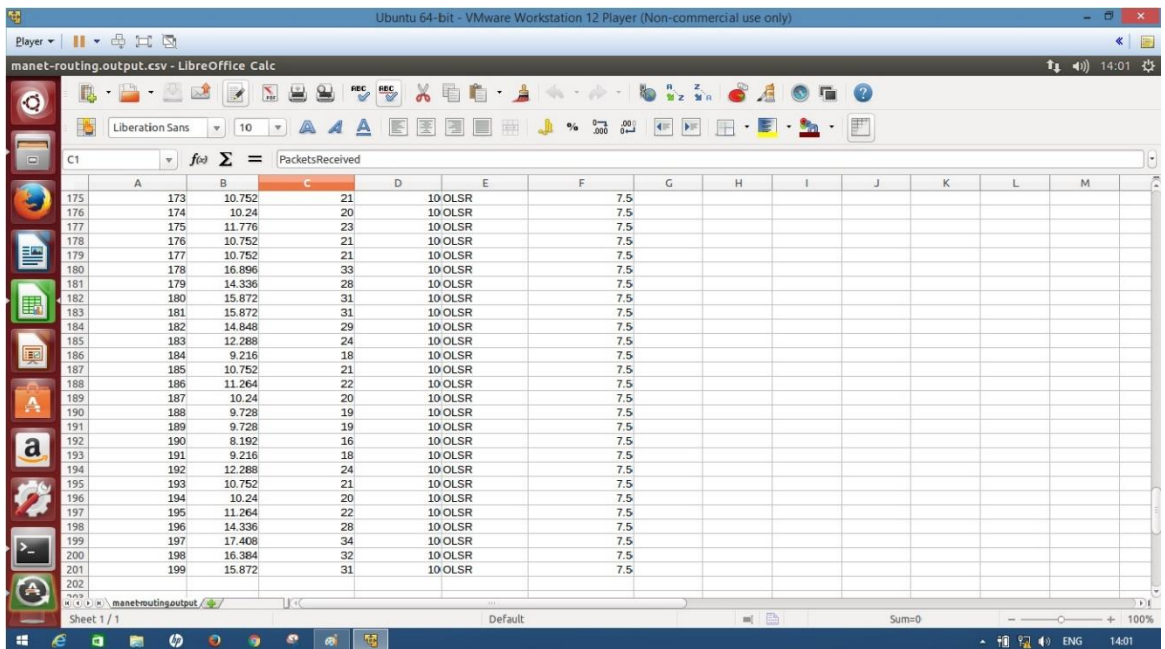 Ubuntu 64-bit - VMware Workstation 12 Player (Non-commercial use only)
Player
manet-routing.output.csv - LibreOffice Calc 14:01
Liberation Sans 10
C1 f(x) Σ = PacketsReceived
A B C D E F G H I J K L M
175 173 10.752 21 10 OLSR 7.5
176 174 10.24 20 10 OLSR 7.5
177 175 11.776 23 10 OLSR 7.5
178 176 10.752 21 10 OLSR 7.5
179 177 10.752 21 10 OLSR 7.5
180 178 16.896 33 10 OLSR 7.5
181 179 14.336 28 10 OLSR 7.5
182 180 15.872 31 10 OLSR 7.5
183 181 15.872 31 10 OLSR 7.5
184 182 14.848 29 10 OLSR 7.5
185 183 12.288 24 10 OLSR 7.5
186 184 9.216 18 10 OLSR 7.5
187 185 10.752 21 10 OLSR 7.5
188 186 11.264 22 10 OLSR 7.5
189 187 10.24 20 10 OLSR 7.5
190 188 9.728 19 10 OLSR 7.5
191 189 9.728 19 10 OLSR 7.5
192 190 8.192 16 10 OLSR 7.5
193 191 9.216 18 10 OLSR 7.5
194 192 12.288 24 10 OLSR 7.5
195 193 10.752 21 10 OLSR 7.5
196 194 10.24 20 10 OLSR 7.5
197 195 11.264 22 10 OLSR 7.5
198 196 14.336 28 10 OLSR 7.5
199 197 17.408 34 10 OLSR 7.5
200 198 16.384 32 10 OLSR 7.5
201 199 15.872 31 10 OLSR 7.5
202
manet-routing.output
Sheet 1 / 1 Default Sum=0 100%
ENG 14:01